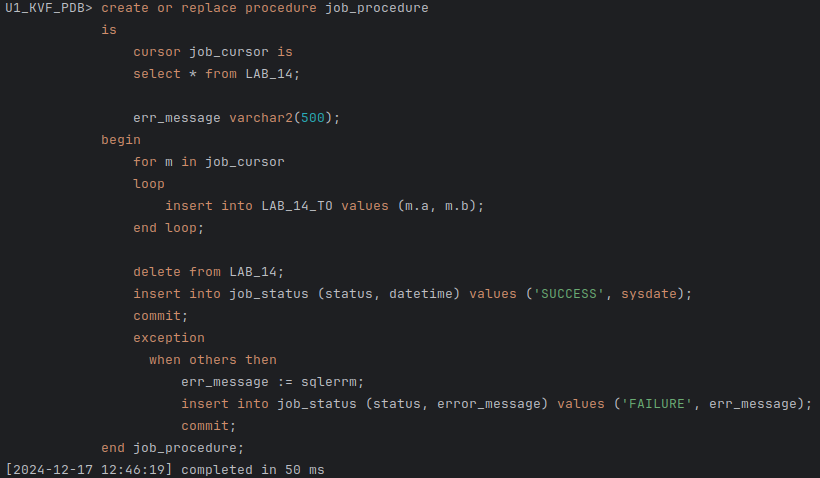 U1_KVF_PDB> create or replace procedure job_procedure
            is
                cursor job_cursor is
                select * from LAB_14;

                err_message varchar2(500);
            begin
                for m in job_cursor
                loop
                    insert into LAB_14_TO values (m.a, m.b);
                end loop;

                delete from LAB_14;
                insert into job_status (status, datetime) values ('SUCCESS', sysdate);
                commit;
                exception
                  when others then
                      err_message := sqlerrm;
                      insert into job_status (status, error_message) values ('FAILURE', err_message);
                      commit;
            end job_procedure;
[2024-12-17 12:46:19] completed in 50 ms